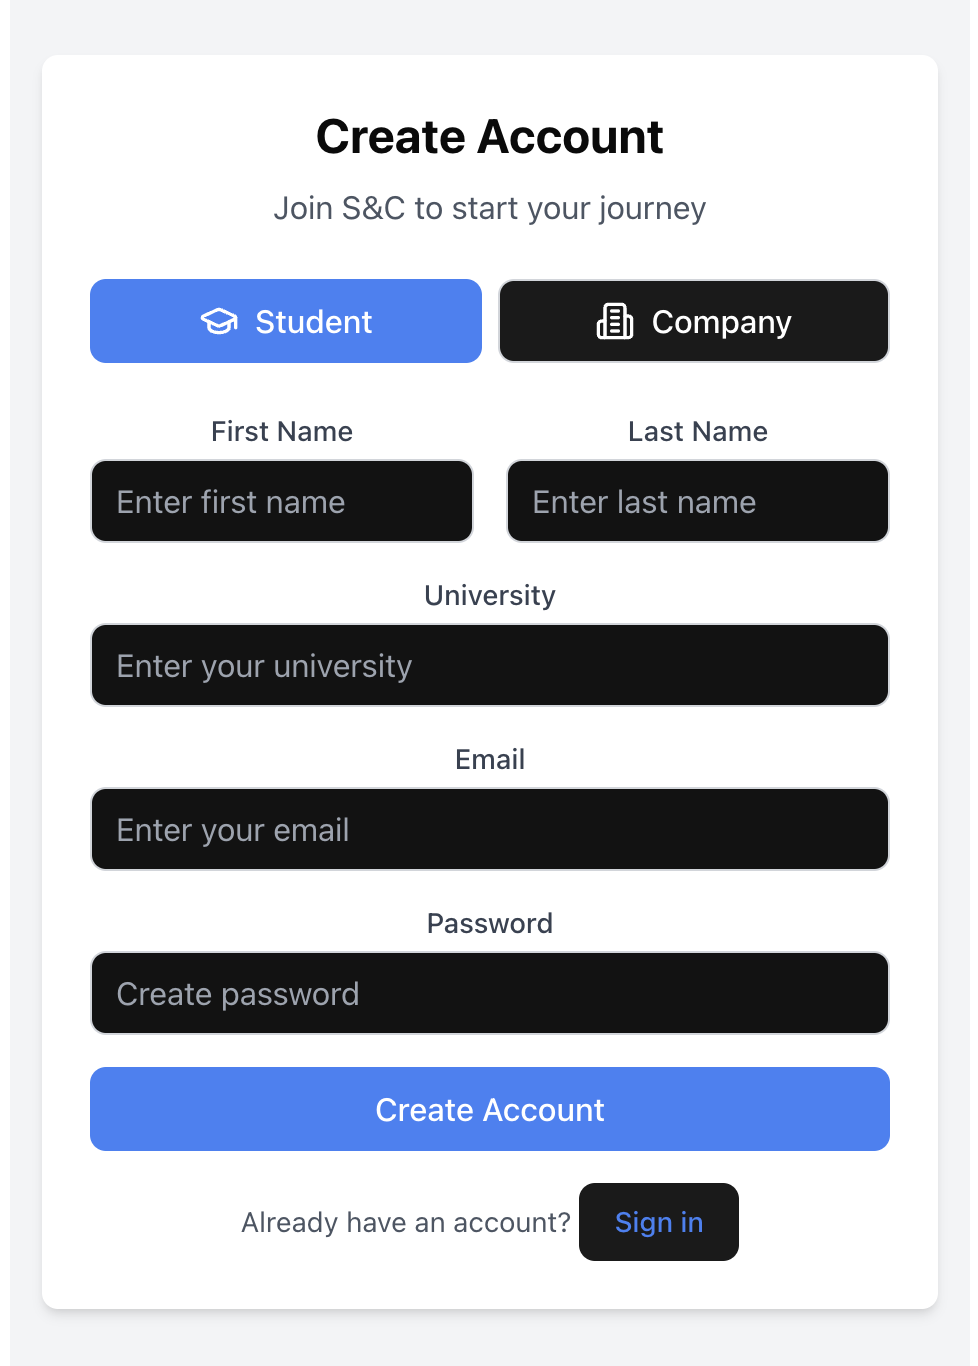 Create Account
Join S&C to start your journey
Student Company
First Name Last Name
Enter first name Enter last name
University
Enter your university
Email
Enter your email
Password
Create password
Create Account
Already have an account? Sign in